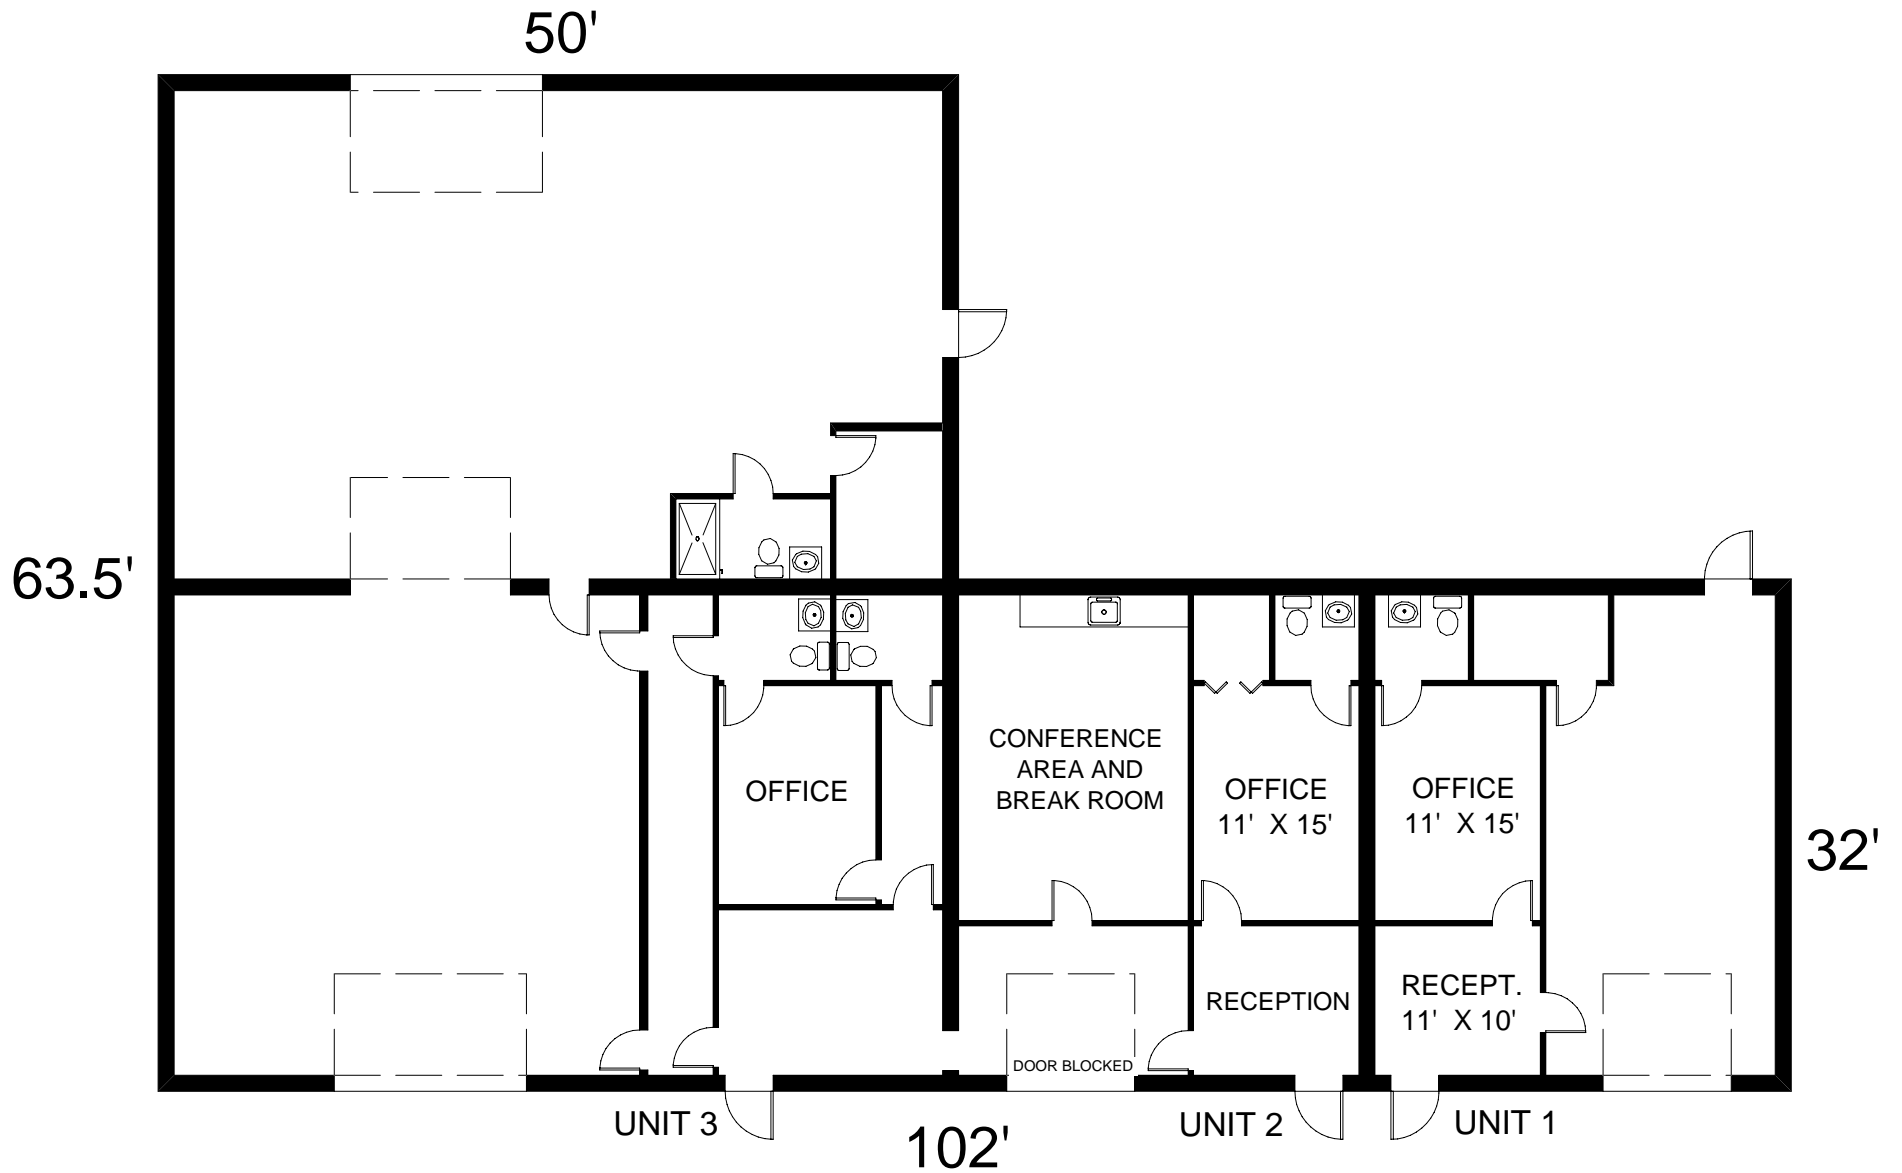 50'
63.5'
CONFERENCE
AREA AND
BREAK ROOM
OFFICE
OFFICE
11' X 15'
OFFICE
11' X 15'
32'
RECEPTION
RECEPT.
11' X 10'
DOOR BLOCKED
UNIT 3
UNIT 2
UNIT 1
102'